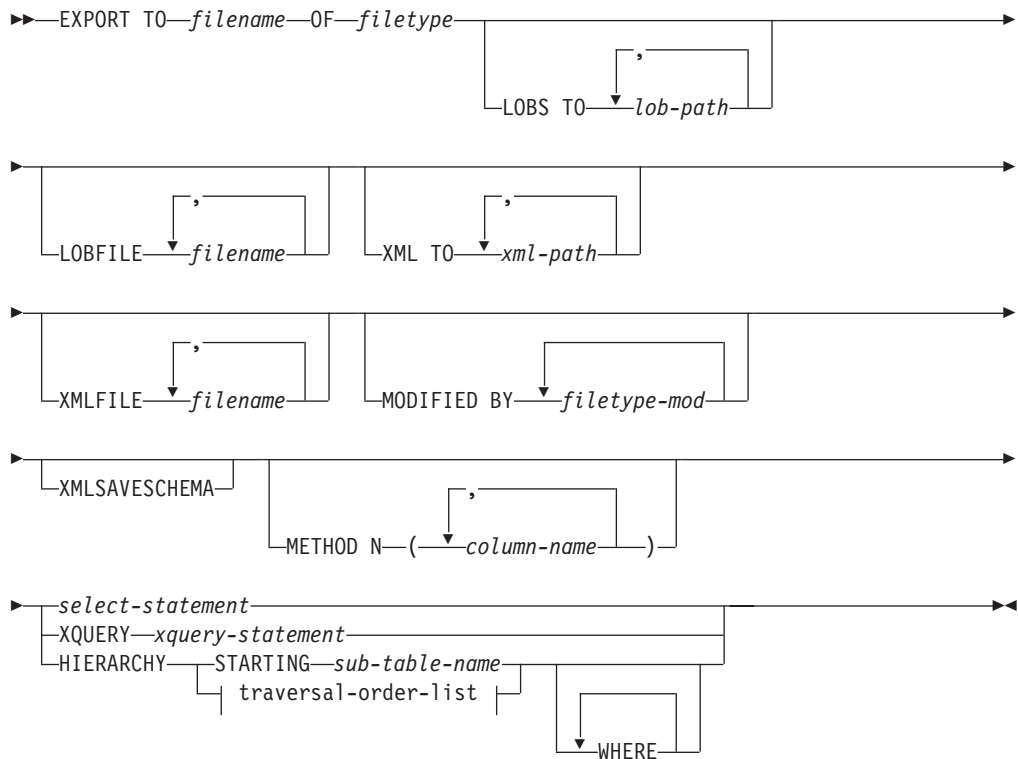 EXPORT TO filename OF filetype
,
LOBS TO lob-path
, ,
LOBFILE filename XML TO xml-path
,
XMLFILE filename MODIFIED BY filetype-mod
XMLSAVESCHEMA
,
METHOD N ( column-name )
select-statement
XQUERY xquery-statement
HIERARCHY STARTING sub-table-name
traversal-order-list
WHERE